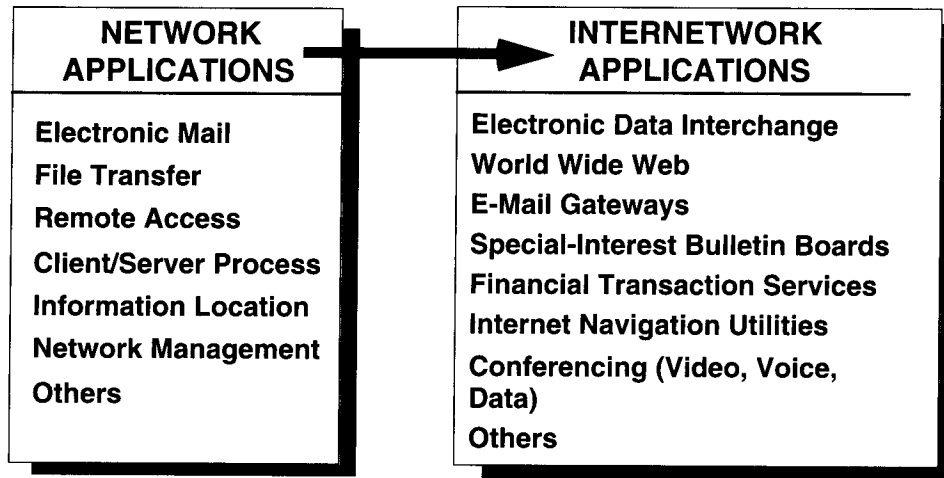 NETWORK
APPLICATIONS
Electronic Mail
File Transfer
Remote Access
Client/Server Process
Information Location
Network Management
Others
INTERNETWORK
APPLICATIONS
Electronic Data Interchange
World Wide Web
E-Mail Gateways
Special-Interest Bulletin Boards
Financial Transaction Services
Internet Navigation Utilities
Conferencing (Video, Voice,
Data)
Others